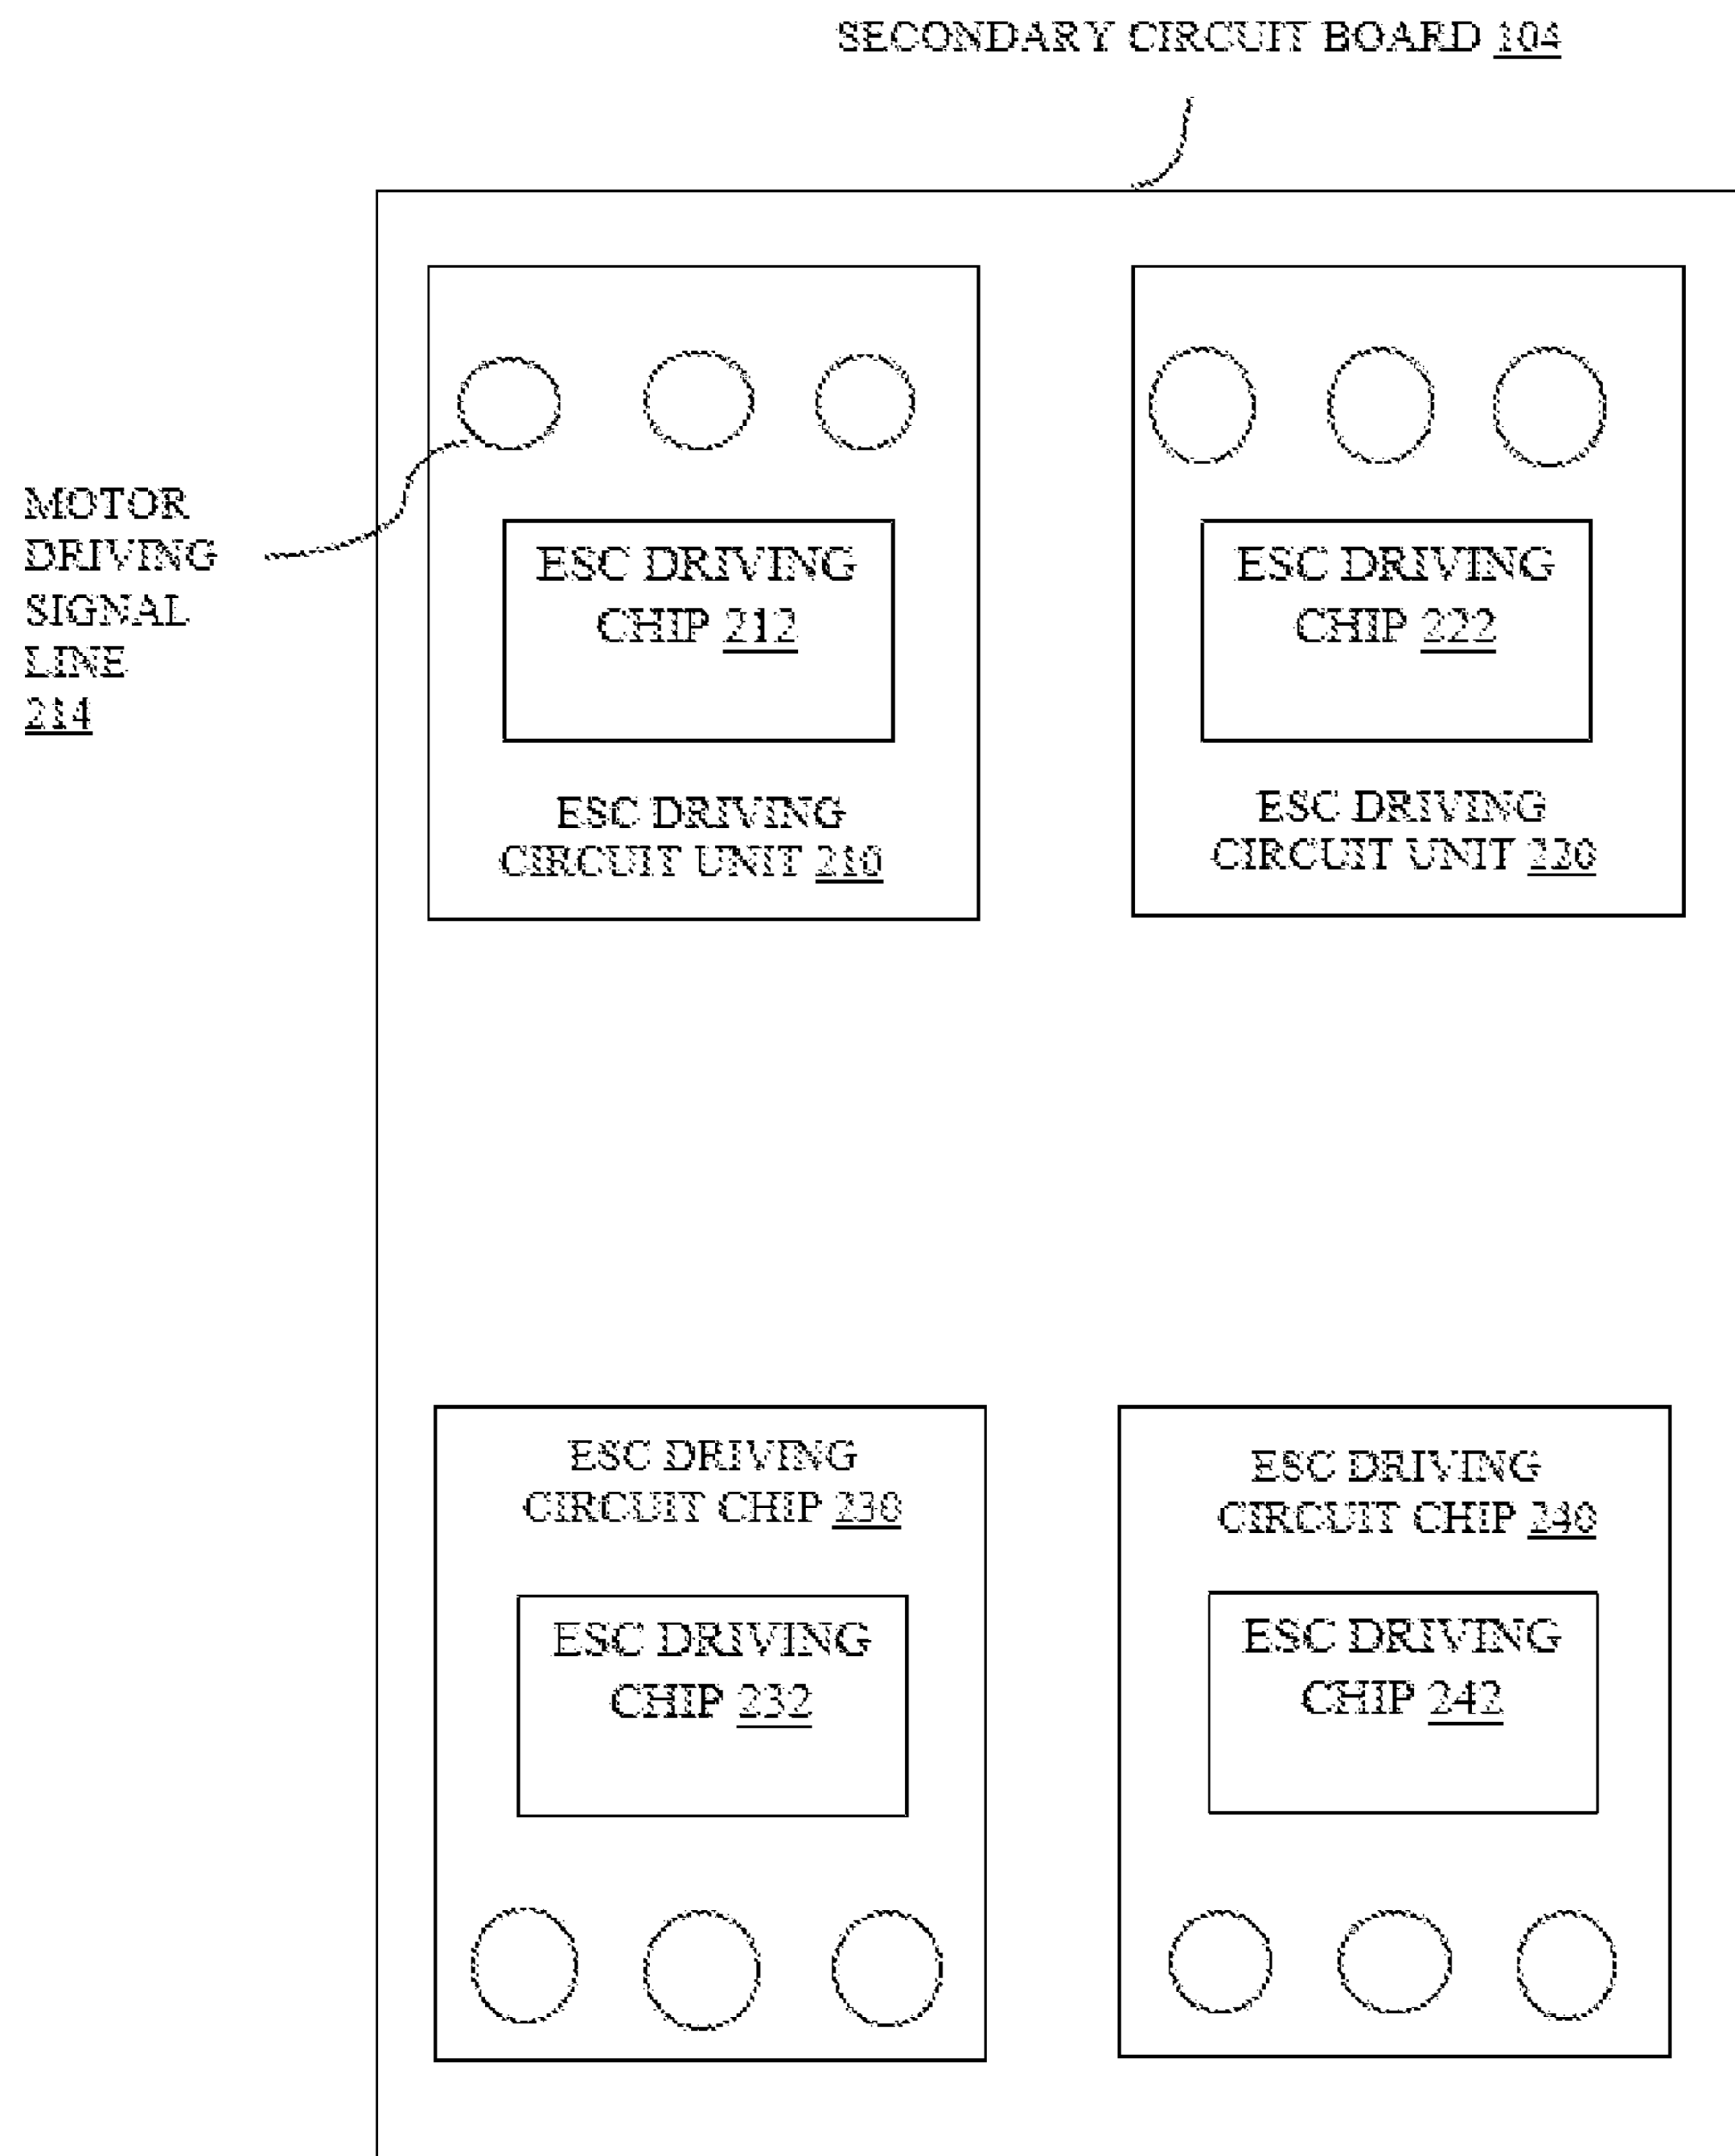 SECONDARY CIRCUIT BOARD 104
MOTOR
DRIVING
SIGNAL
LINE
214
ESC DRIVING
CHIP 212
ESC DRIVING
CIRCUIT UNIT 210
ESC DRIVING
CHIP 222
ESC DRIVING
CIRCUIT UNIT 220
ESC DRIVING
CIRCUIT CHIP 230
ESC DRIVING
CHIP 232
ESC DRIVING
CIRCUIT CHIP 240
ESC DRIVING
CHIP 242